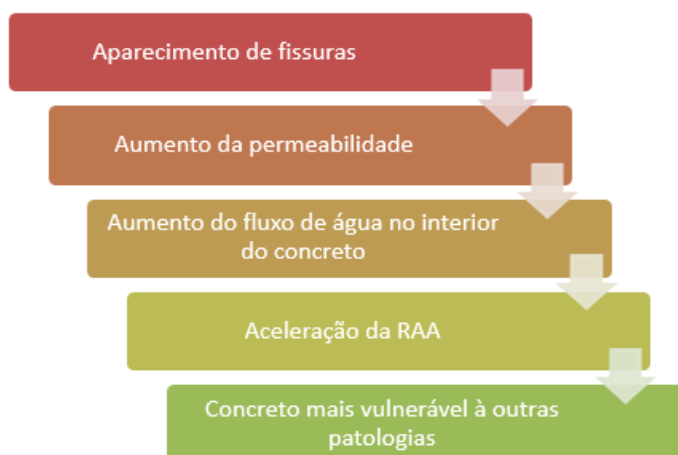 Aparecimento de fissuras
Aumento da permeabilidade
Aumento do fluxo de água no interior
do concreto
Aceleração da RAA
Concreto mais vulnerável à outras
patologias